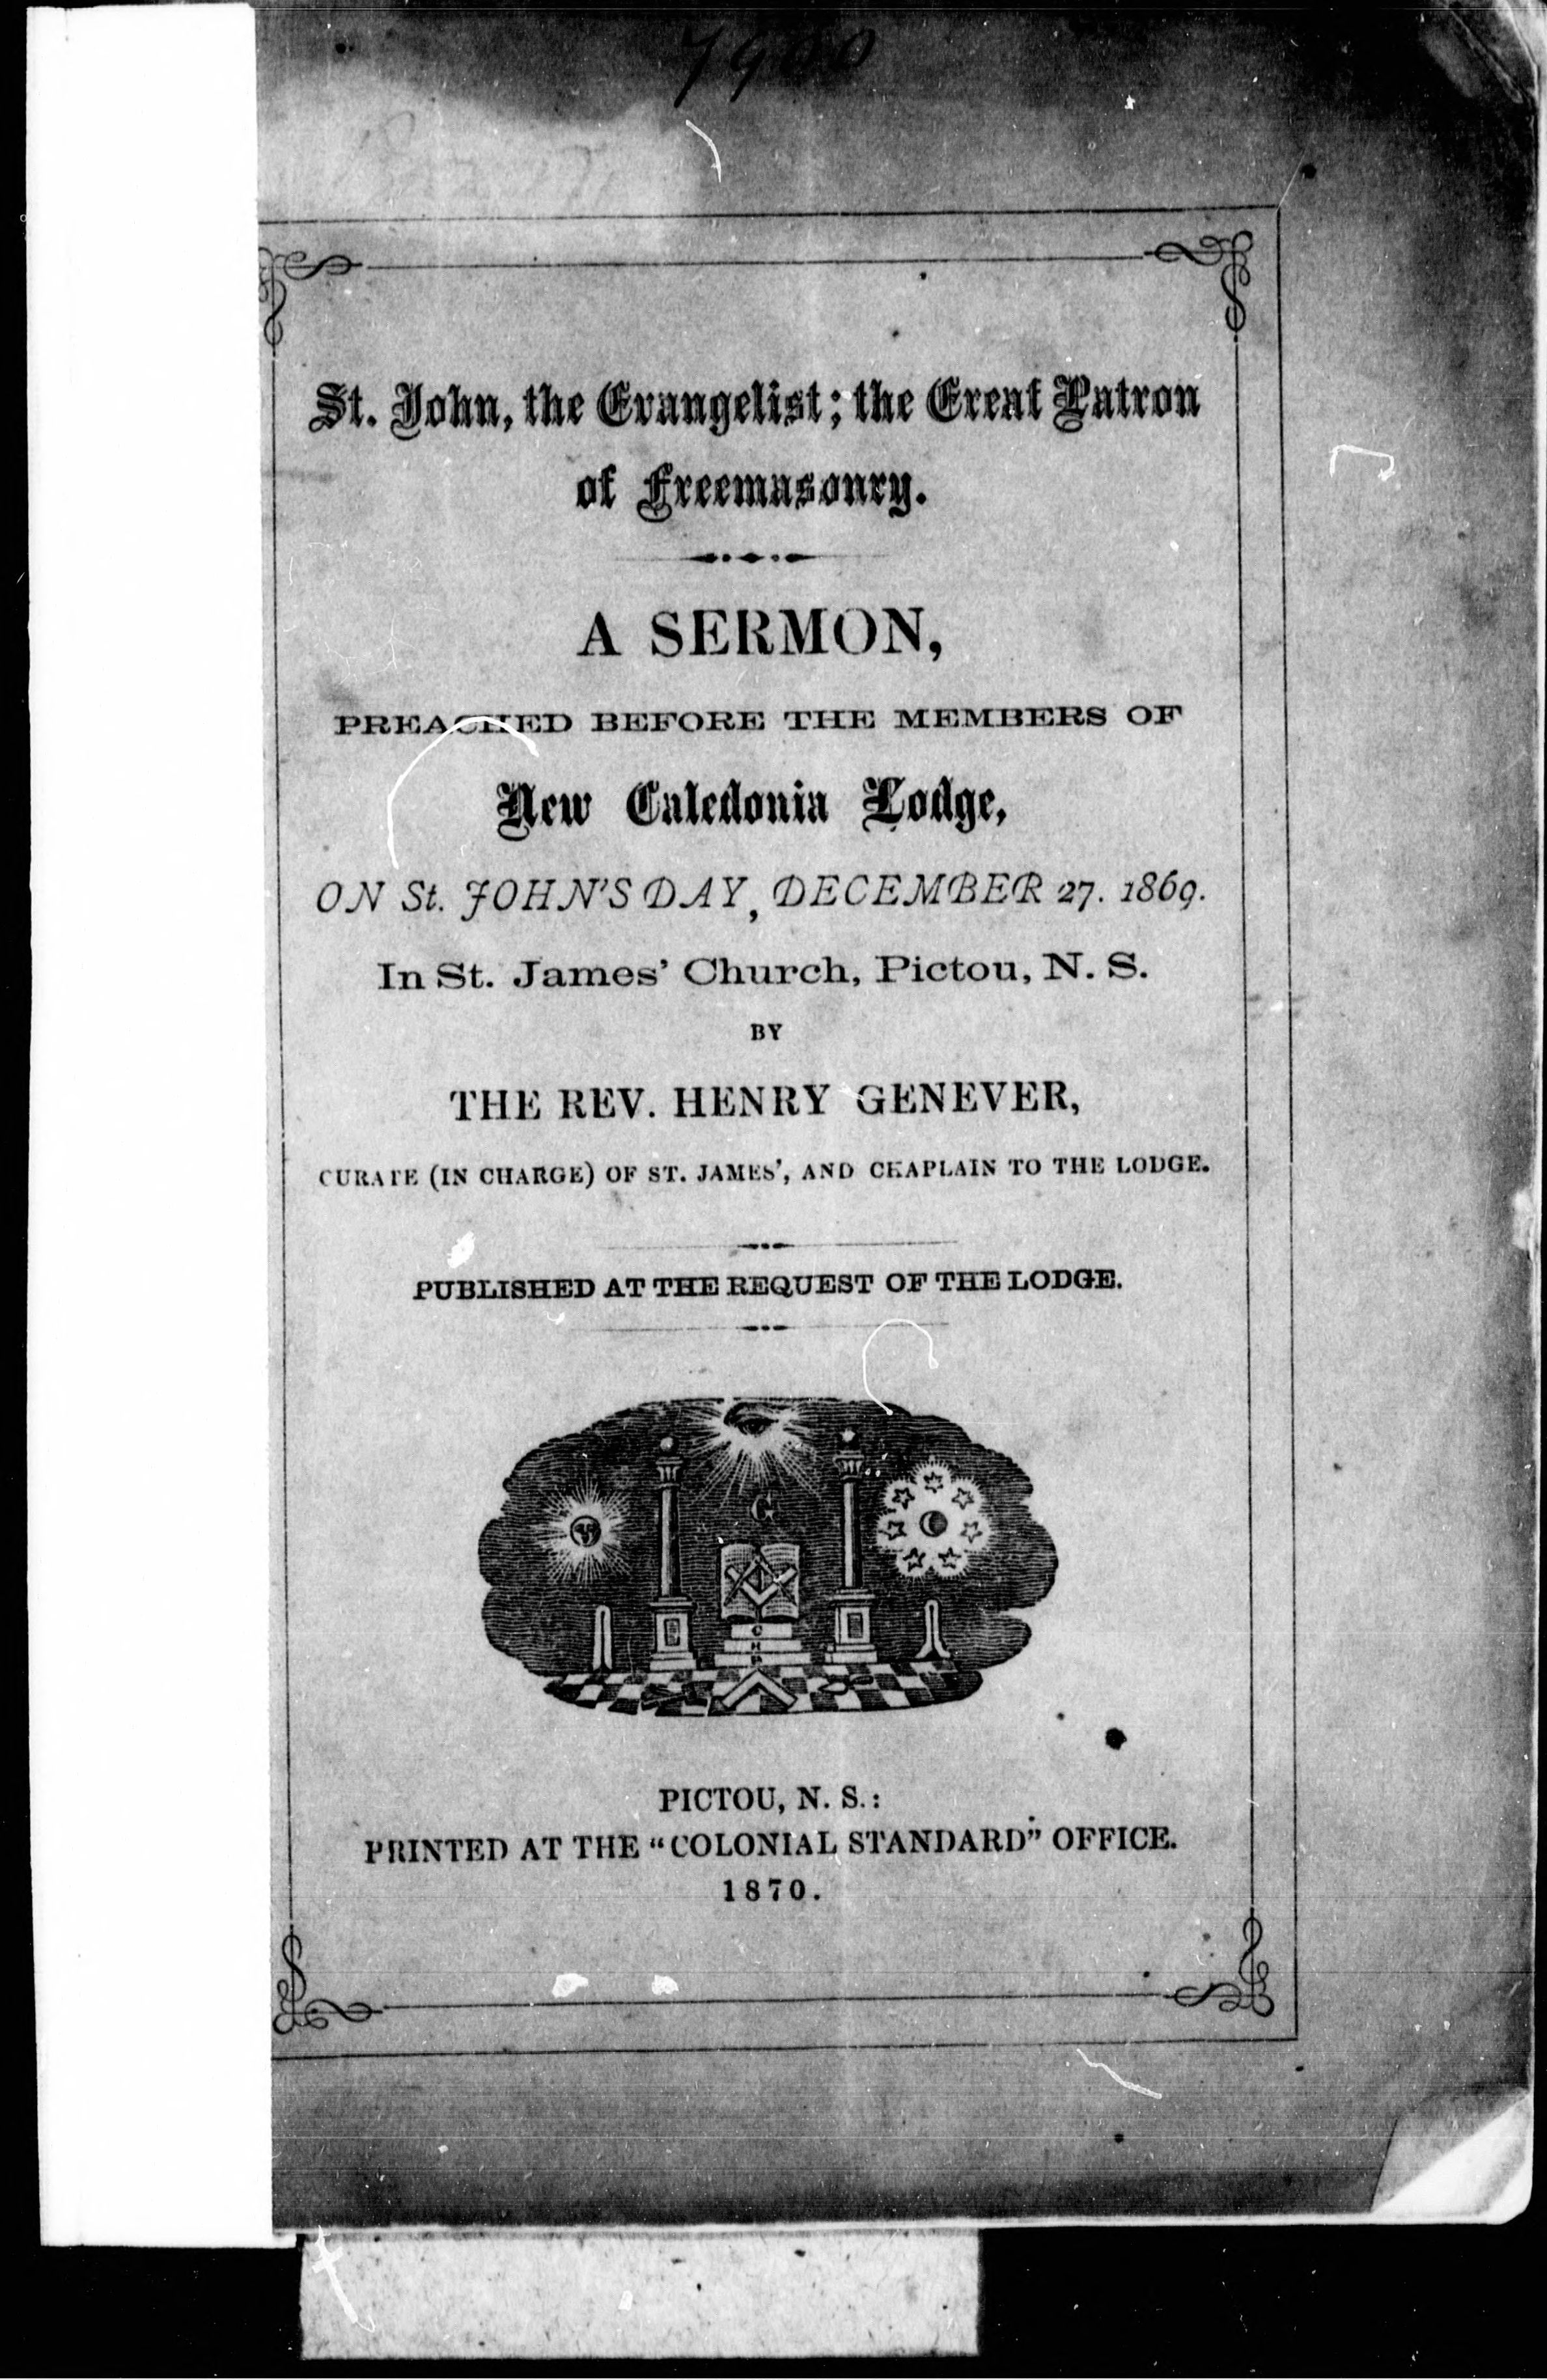 7900
St. John, the Evangelist; the Great Patron
of Freemasonry.
A SERMON,
PREACHED BEFORE THE MEMBERS OF
New Caledonia Lodge,
ON St. JOHN'S DAY, DECEMBER 27. 1869.
In St. James' Church, Pictou, N. S.
BY
THE REV. HENRY GENEVER,
CURATE (IN CHARGE) OF ST. JAMES', AND CHAPLAIN TO THE LODGE.
PUBLISHED AT THE REQUEST OF THE LODGE.
G
PICTOU, N. S.:
PRINTED AT THE "COLONIAL STANDARD" OFFICE.
1870.